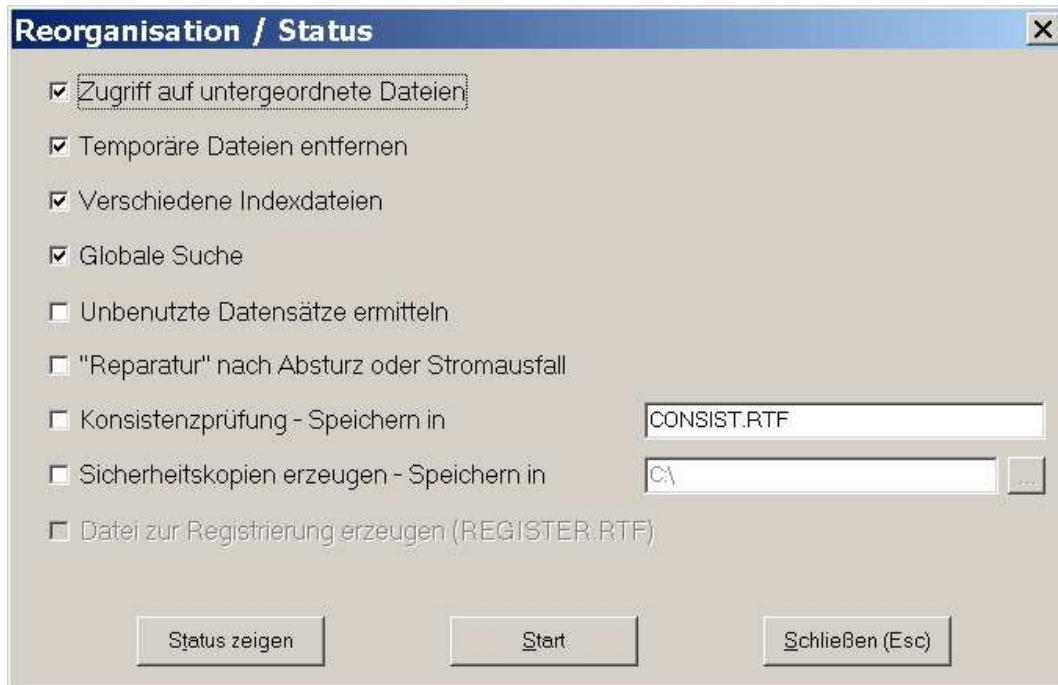 Reorganisation / Status
Zugriff auf untergeordnete Dateien
Temporäre Dateien entfernen
Verschiedene Indexdateien
Globale Suche
Unbenutzte Datensätze ermitteln
"Reparatur" nach Absturz oder Stromausfall
Konsistenzprüfung - Speichern in CONSIST.RTF
Sicherheitskopien erzeugen - Speichern in C:\ ...
Datei zur Registrierung erzeugen (REGISTER.RTF)
Status zeigen Start Schließen (Esc)